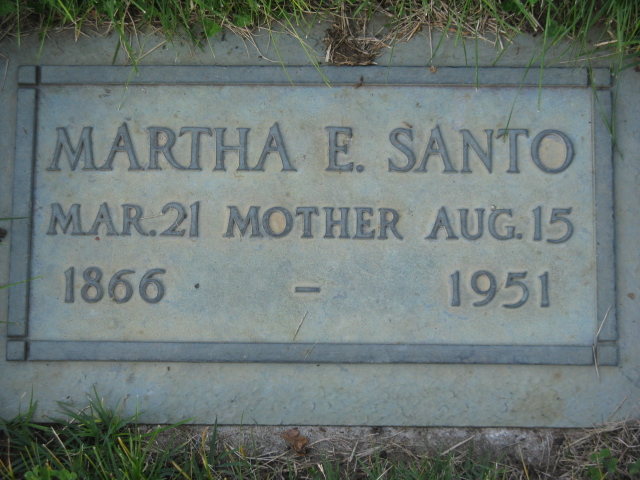 MARTHA E. SANTO
MAR. 21 MOTHER AUG. 15
1866 - 1951